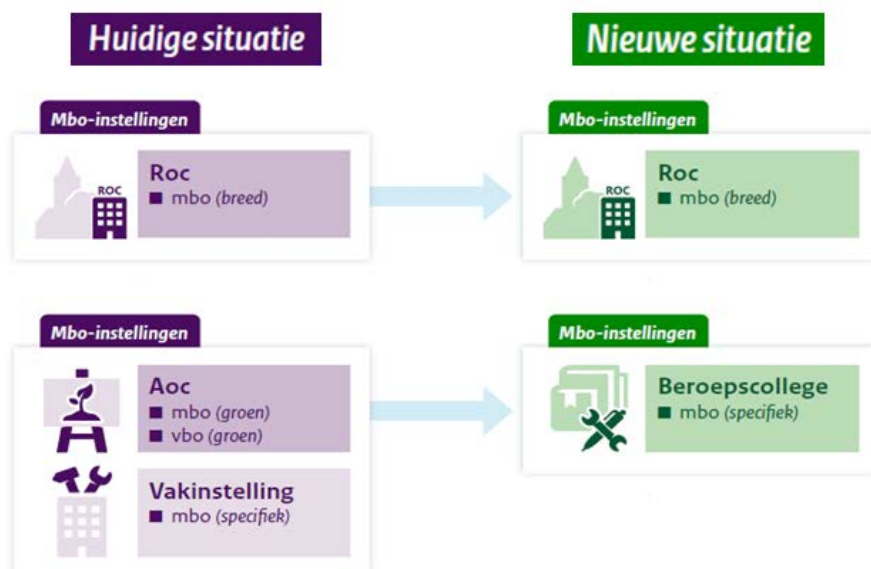 Huidige situatie
Nieuwe situatie
Mbo-instellingen
ROC
Roc
■ mbo (breed)
Mbo-instellingen
ROC
Roc
■ mbo (breed)
Mbo-instellingen
Aoc
■ mbo (groen)
■ vbo (groen)
Vakinstelling
■ mbo (specifiek)
Mbo-instellingen
Beroepscollege
■ mbo (specifiek)